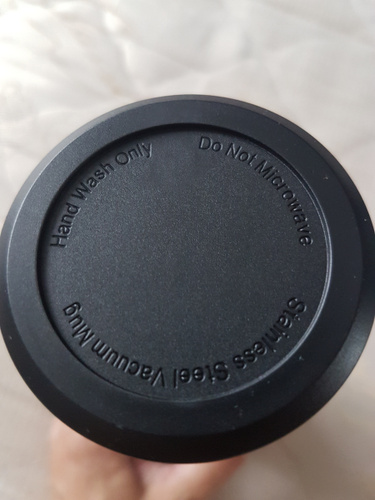 Hand Wash Only
Do Not Microwave
Stainless Steel Vacuum Mug